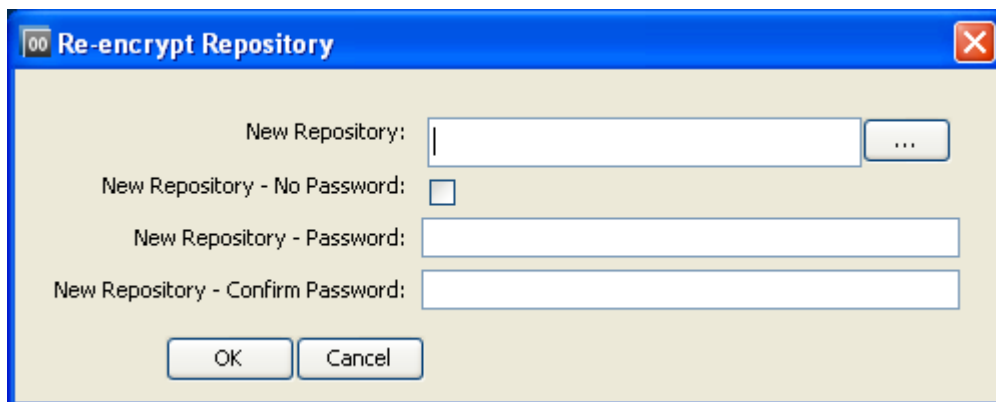 00 Re-encrypt Repository
New Repository: ...
New Repository - No Password:
New Repository - Password:
New Repository - Confirm Password:
OK Cancel